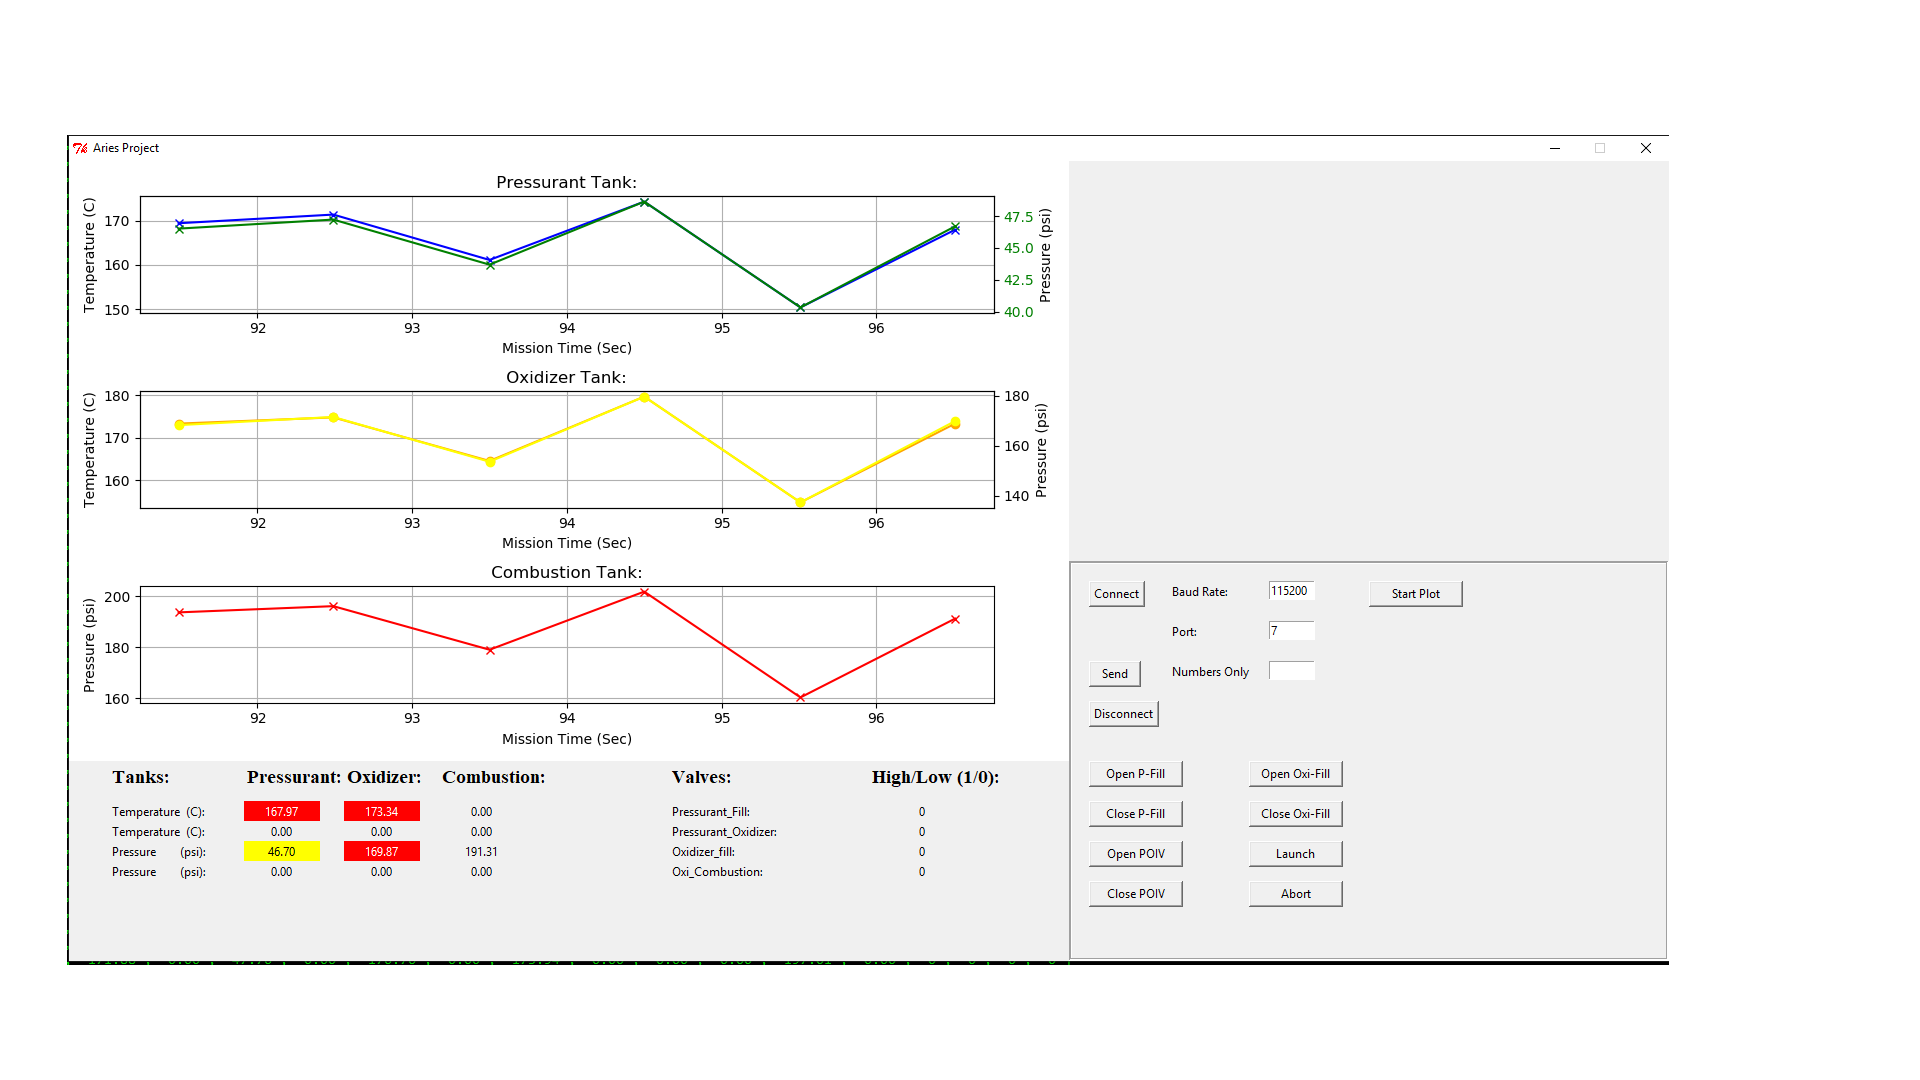 Aries Project
Pressurant Tank:
Temperature (C)
170
160
150
47.5
45.0
42.5
40.0
Pressure (psi)
92 93 94 95 96
Mission Time (Sec)
Oxidizer Tank:
Temperature (C)
180
170
160
180
160
140
Pressure (psi)
92 93 94 95 96
Mission Time (Sec)
Combustion Tank:
Pressure (psi)
200
180
160
92 93 94 95 96
Mission Time (Sec)
Tanks: Pressurant: Oxidizer: Combustion: Valves: High/Low (1/0):
Temperature (C): 167.97 173.34 0.00 Pressurant_Fill: 0
Temperature (C): 0.00 0.00 0.00 Pressurant_Oxidizer: 0
Pressure (psi): 46.70 169.87 191.31 Oxidizer_fill: 0
Pressure (psi): 0.00 0.00 0.00 Oxi_Combustion: 0
Connect Baud Rate: 115200 Start Plot
Port: 7
Send Numbers Only
Disconnect
Open P-Fill Open Oxi-Fill
Close P-Fill Close Oxi-Fill
Open POIV Launch
Close POIV Abort